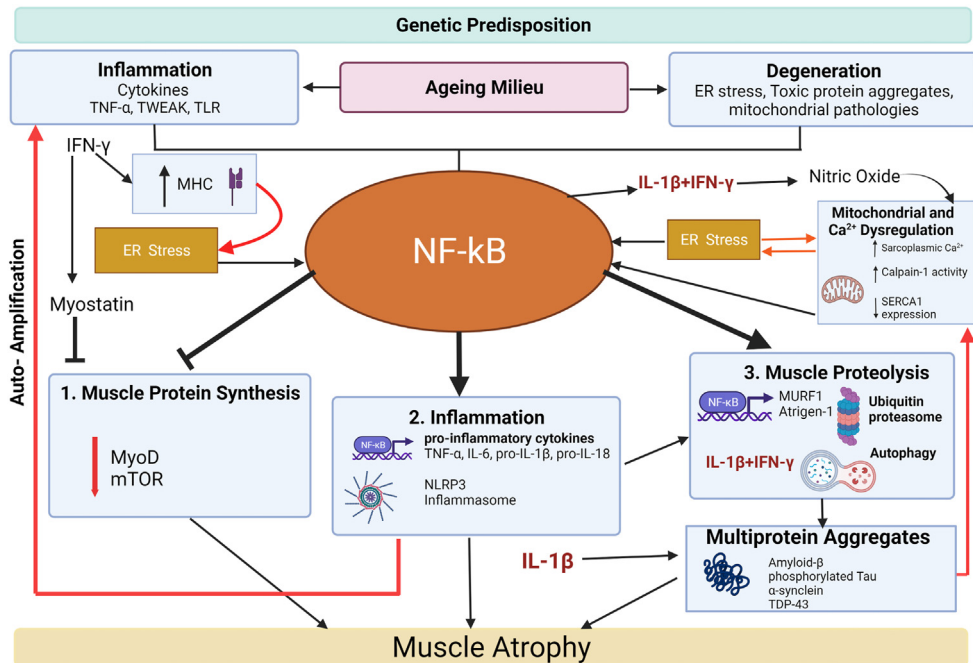 Genetic Predisposition
Inflammation
Cytokines
TNF-α, TWEAK, TLR
Ageing Milieu
Degeneration
ER stress, Toxic protein aggregates,
mitochondrial pathologies
IFN-γ
MHC
ER Stress
Myostatin
Auto- Amplification
NF-kB
IL-1β+IFN-γ
Nitric Oxide
ER Stress
Mitochondrial and
Ca²⁺ Dysregulation
Sarcoplasmic Ca²⁺
Calpain-1 activity
SERCA1
expression
1. Muscle Protein Synthesis
MyoD
mTOR
2. Inflammation
NF-κB
pro-inflammatory cytokines
TNF-α, IL-6, pro-IL-1β, pro-IL-18
NLRP3
Inflammasome
3. Muscle Proteolysis
NF-κB
MURF1
Atrigen-1
Ubiquitin
proteasome
IL-1β+IFN-γ
Autophagy
IL-1β
Multiprotein Aggregates
Amyloid-β
phosphorylated Tau
α-synclein
TDP-43
Muscle Atrophy